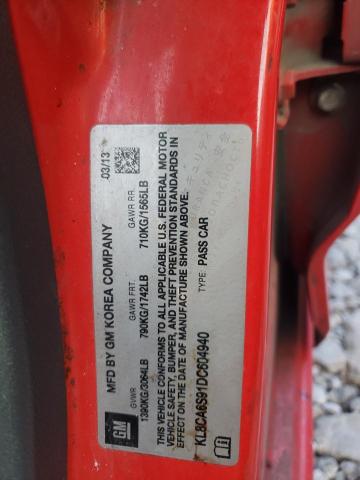 MFD BY GM KOREA COMPANY 03/13
GVWR GAWR FRT. GAWR RR.
1390KG/3064LB 790KG/1742LB 710KG/1565LB
THIS VEHICLE CONFORMS TO ALL APPLICABLE U.S. FEDERAL MOTOR
VEHICLE SAFETY, BUMPER, AND THEFT PREVENTION STANDARDS IN
EFFECT ON THE DATE OF MANUFACTURE SHOWN ABOVE.
KL8CA6S91DC604940 TYPE: PASS CAR
GM